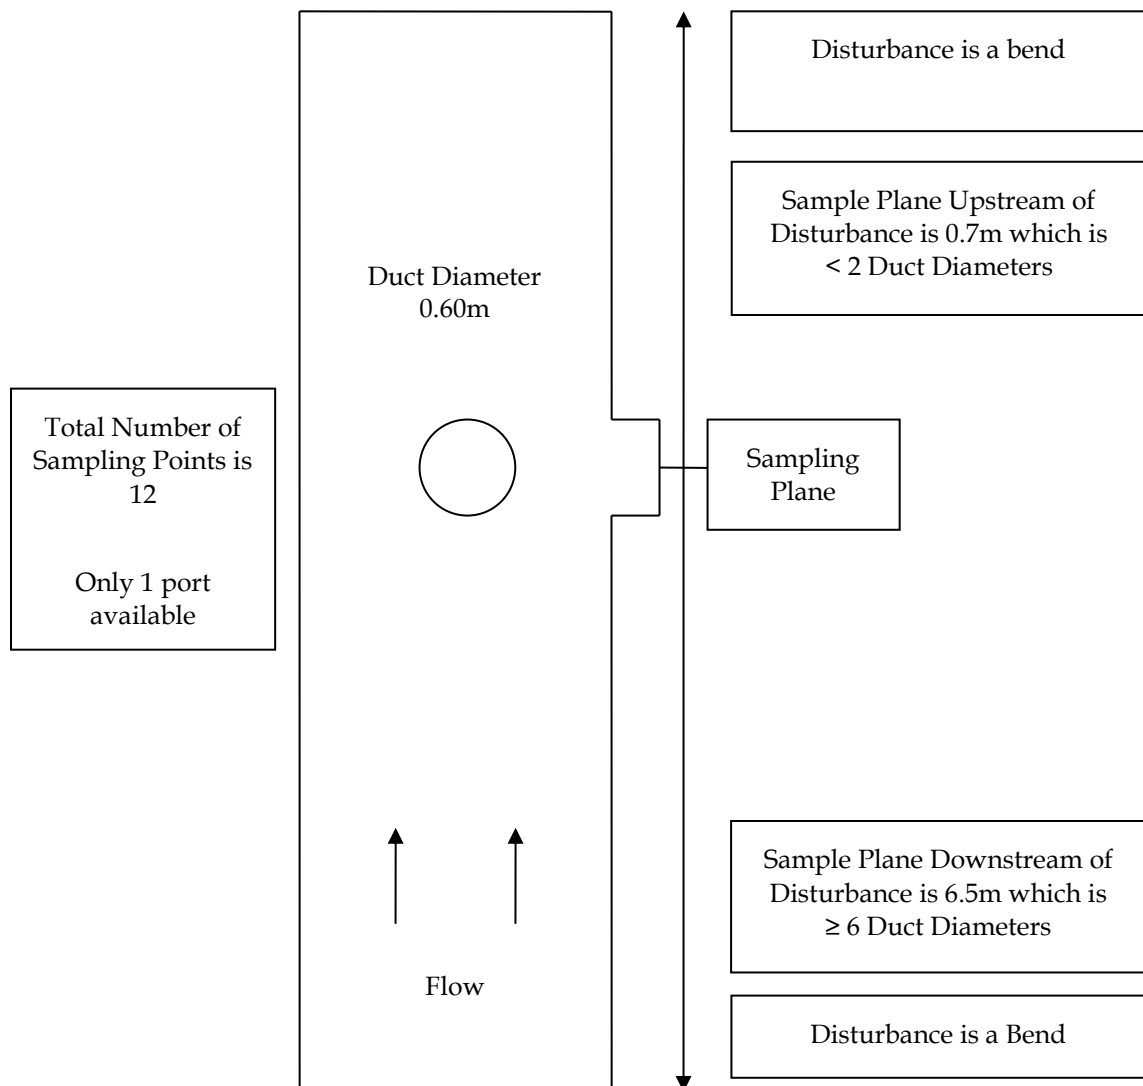 Disturbance is a bend
Sample Plane Upstream of
Disturbance is 0.7m which is
< 2 Duct Diameters
Duct Diameter
0.60m
Total Number of
Sampling Points is
12
Only 1 port
available
Sampling
Plane
Sample Plane Downstream of
Disturbance is 6.5m which is
≥ 6 Duct Diameters
Flow
Disturbance is a Bend